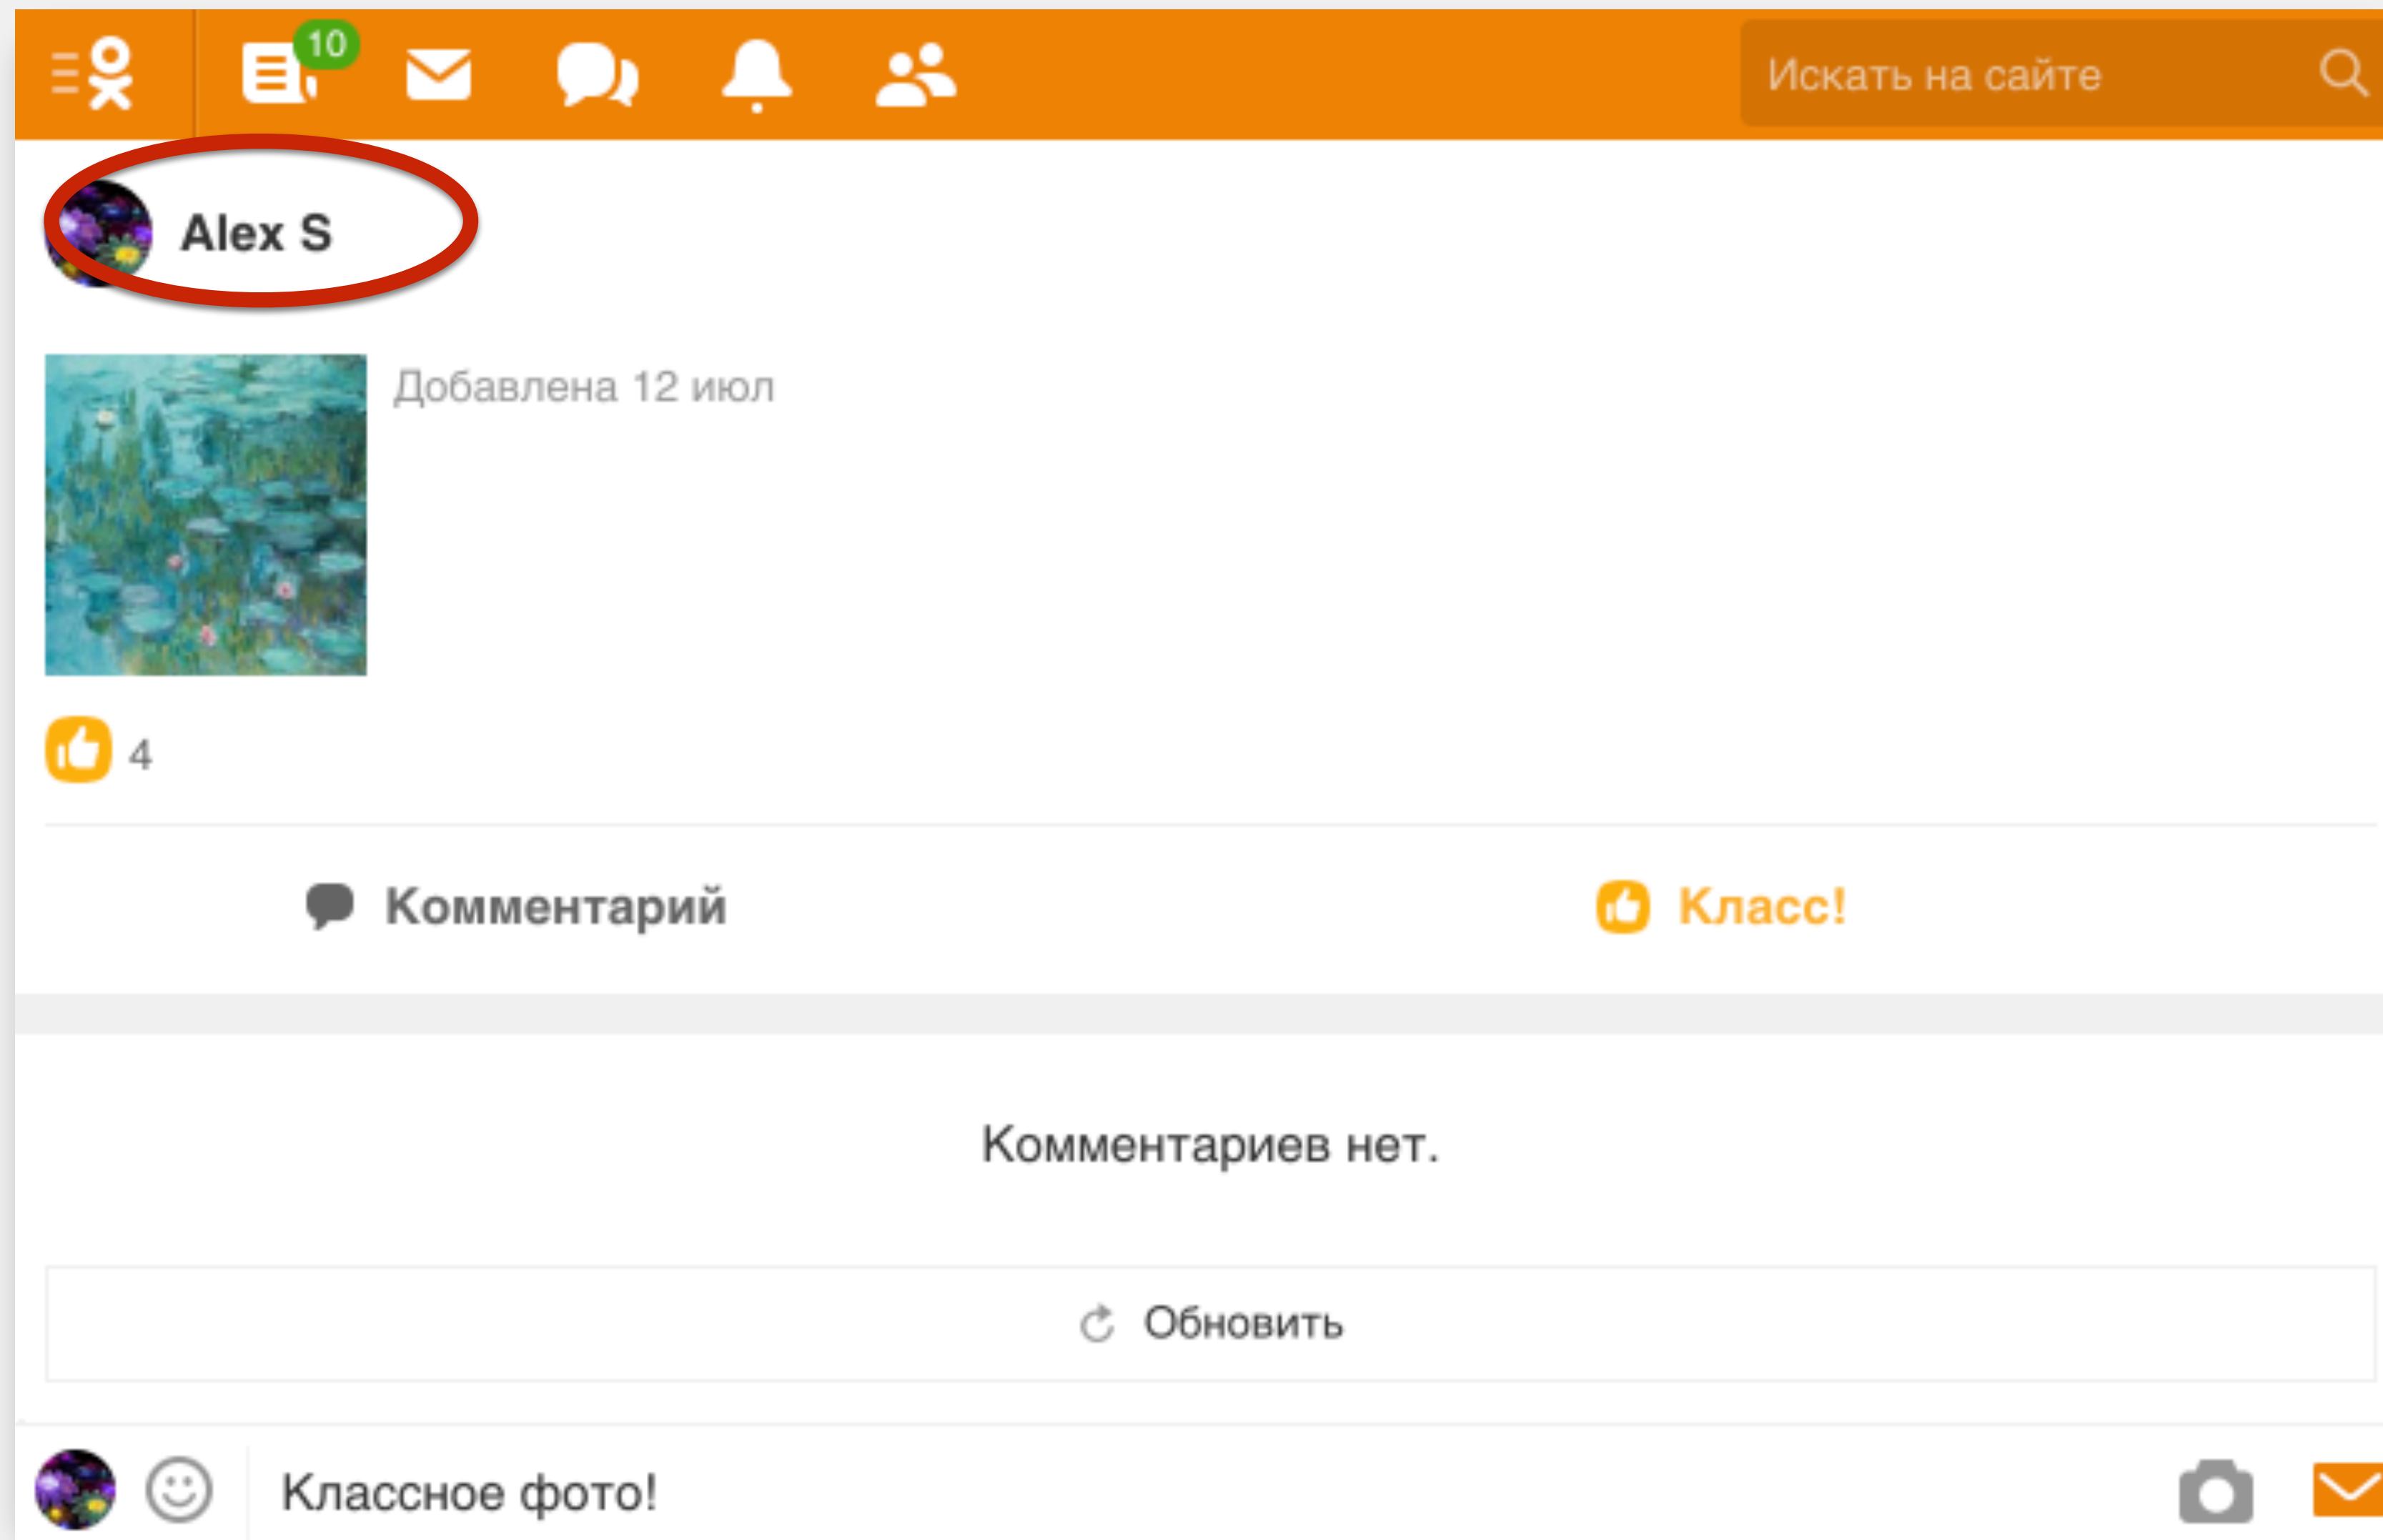 10
Искать на сайте
Alex S
Добавлена 12 июл
4
Комментарий
Класс!
Комментариев нет.
Обновить
Классное фото!